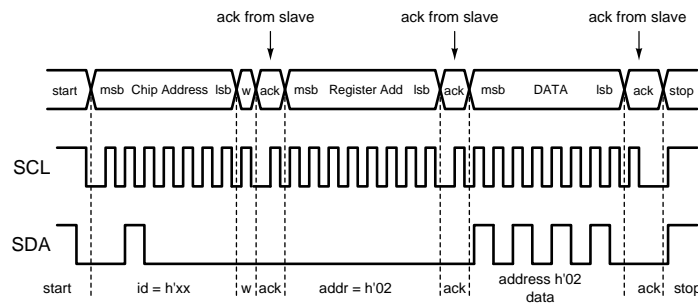 ack from slave ack from slave ack from slave
start msb Chip Address lsb w ack msb Register Add lsb ack msb DATA lsb ack stop
SCL
SDA
start id = h'xx w ack addr = h'02 ack address h'02 ack stop
data